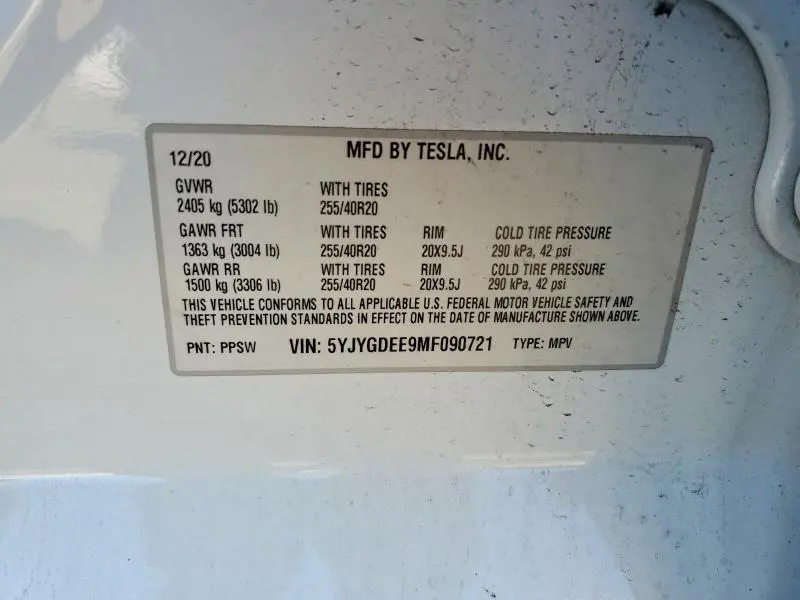 12/20 MFD BY TESLA, INC.
GVWR WITH TIRES
2405 kg (5302 lb) 255/40R20
GAWR FRT WITH TIRES RIM COLD TIRE PRESSURE
1363 kg (3004 lb) 255/40R20 20X9.5J 290 kPa, 42 psi
GAWR RR WITH TIRES RIM COLD TIRE PRESSURE
1500 kg (3306 lb) 255/40R20 20X9.5J 290 kPa, 42 psi
THIS VEHICLE CONFORMS TO ALL APPLICABLE U.S. FEDERAL MOTOR VEHICLE SAFETY AND
THEFT PREVENTION STANDARDS IN EFFECT ON THE DATE OF MANUFACTURE SHOWN ABOVE.
PNT: PPSW VIN: 5YJYGDEE9MF090721 TYPE: MPV